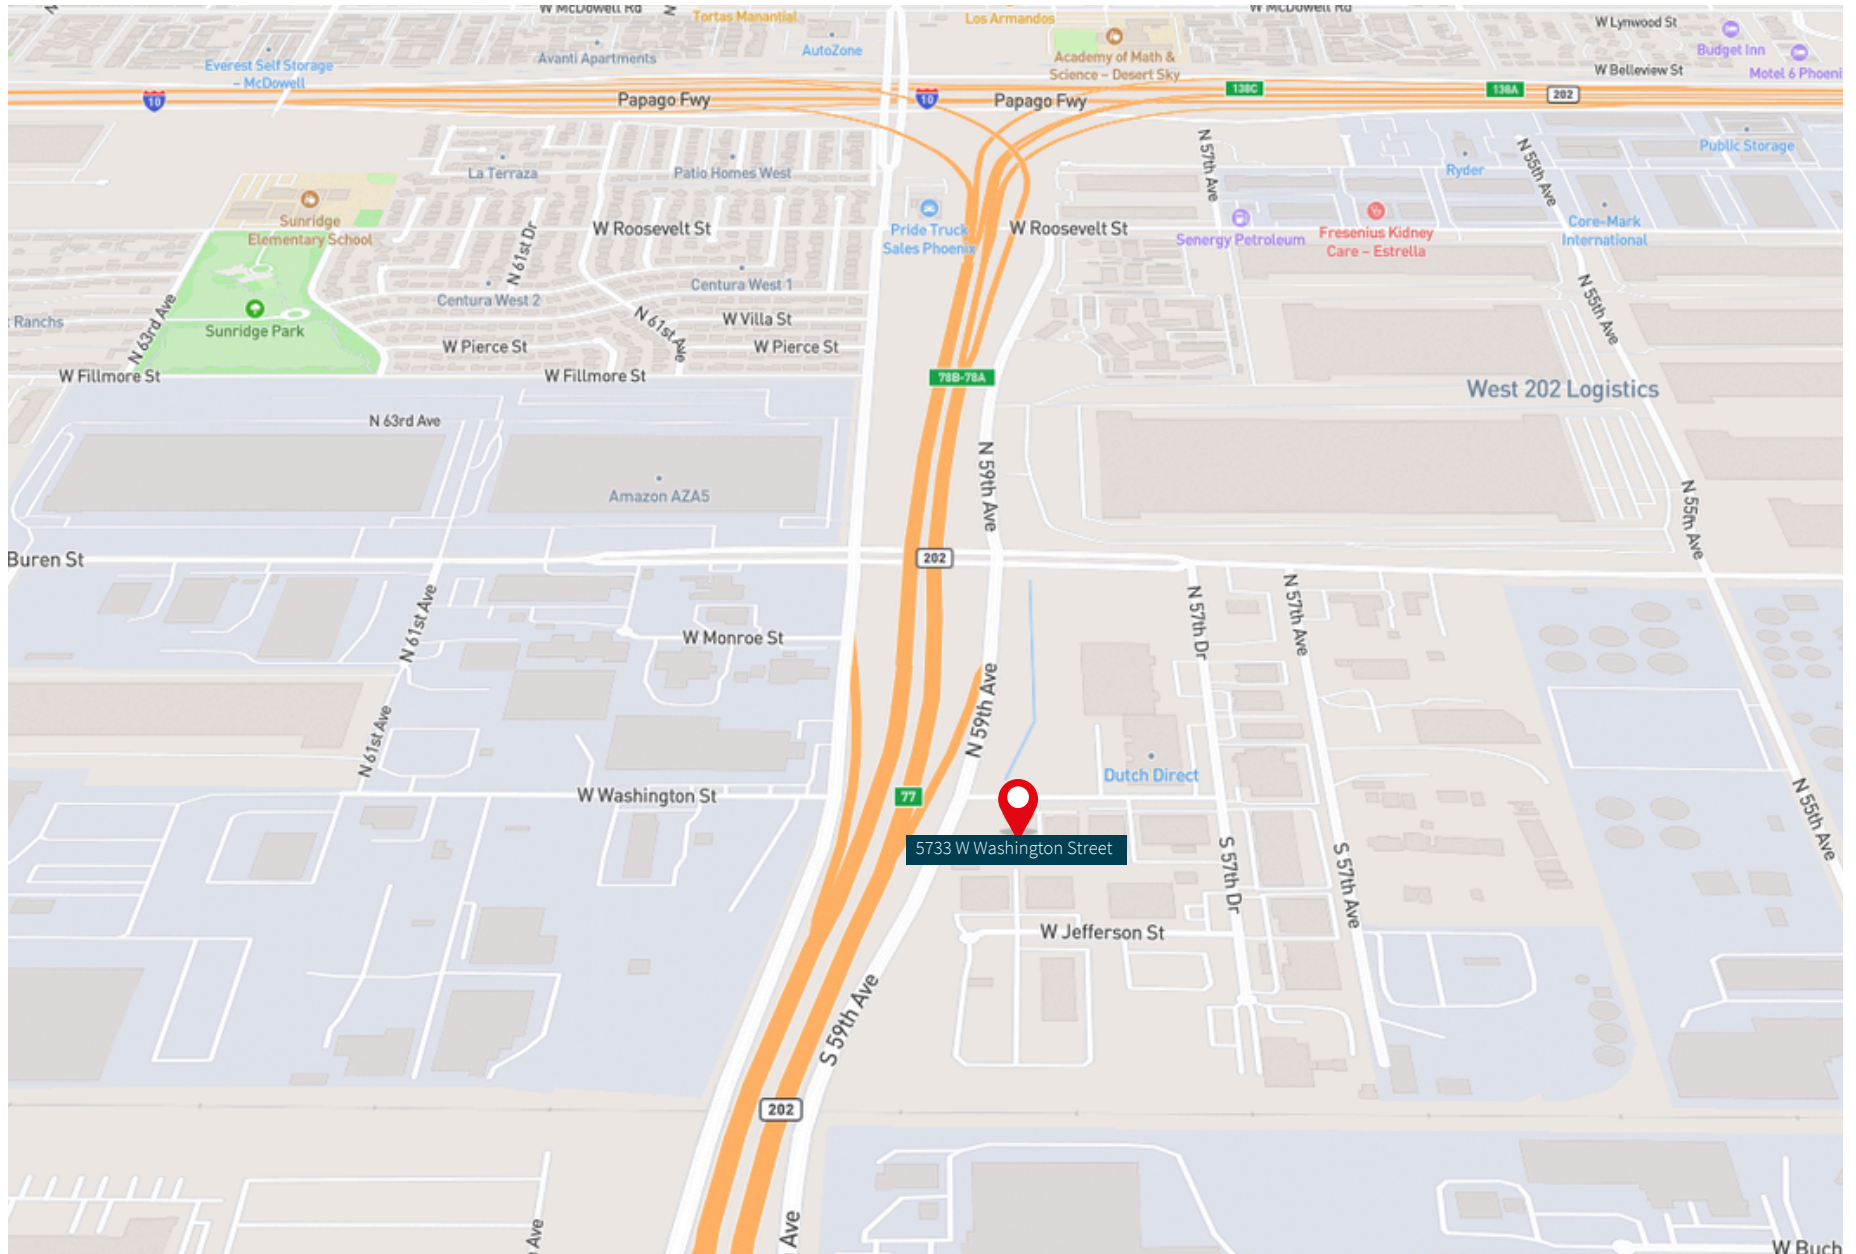 W McDowell Rd
Tortas Manantial
Los Armandos
W McDowell Rd
W Lynwood St
Everest Self Storage
– McDowell
Avanti Apartments
AutoZone
Academy of Math &
Science – Desert Sky
Budget Inn
W Belleview St
Motel 6 Phoeni
10
Papago Fwy
10
Papago Fwy
138C
138A
202
La Terraza
Patio Homes West
N 57th Ave
Ryder
N 55th Ave
Public Storage
Sunridge
Elementary School
N 61st Dr
W Roosevelt St
Pride Truck
Sales Phoenix
W Roosevelt St
Senergy Petroleum
Fresenius Kidney
Care – Estrella
Core-Mark
International
Centura West 2
Centura West 1
N 55th Ave
Ranchs
N 63rd Ave
Sunridge Park
N 61st Ave
W Villa St
W Pierce St
W Pierce St
W Fillmore St
W Fillmore St
78B-78A
West 202 Logistics
N 63rd Ave
N 59th Ave
Amazon AZA5
N 55th Ave
Buren St
202
N 61st Ave
W Monroe St
N 57th Dr
N 57th Ave
N 61st Ave
N 59th Ave
Dutch Direct
W Washington St
77
N 55th Ave
5733 W Washington Street
S 57th Dr
S 57th Ave
W Jefferson St
S 59th Ave
202
Ave
Ave
W Buch